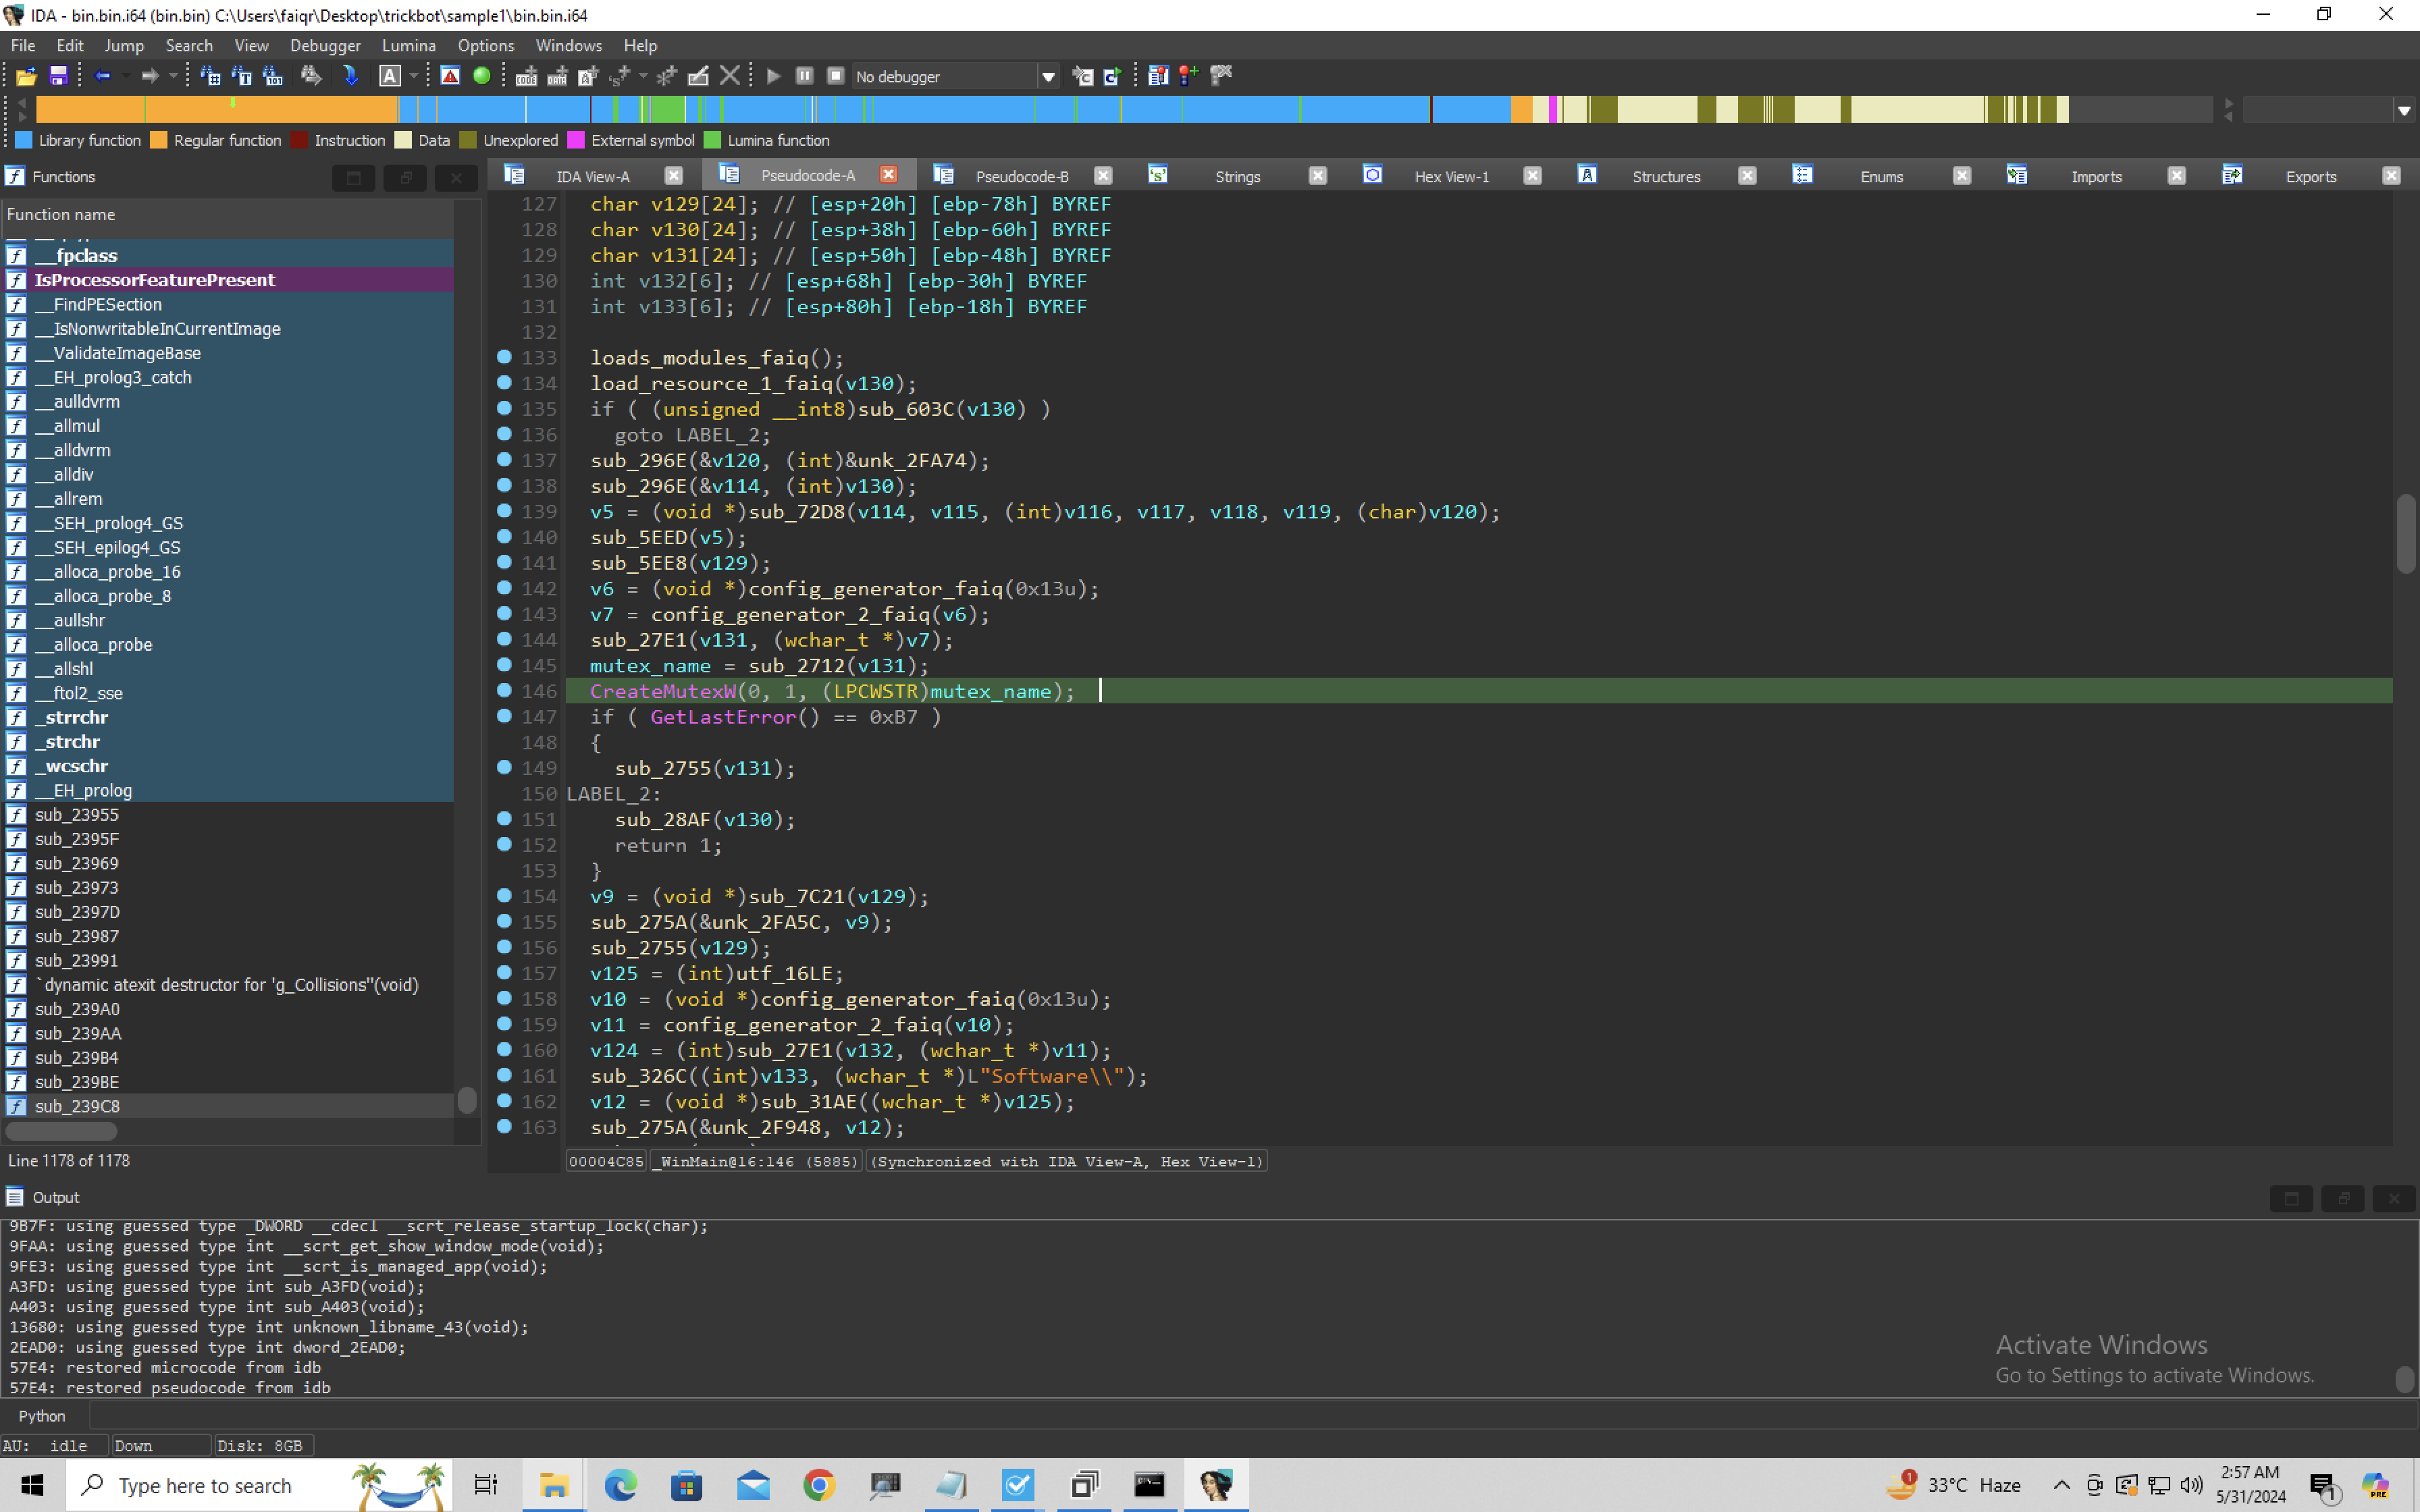 IDA - bin.bin.i64 (bin.bin) C:\Users\faiqr\Desktop\trickbot\sample1\bin.bin.i64
File Edit Jump Search View Debugger Lumina Options Windows Help
No debugger
Library function Regular function Instruction Data Unexplored External symbol Lumina function
Functions
IDA View-A Pseudocode-A Pseudocode-B Strings Hex View-1 Structures Enums Imports Exports
Function name
__fpclass
IsProcessorFeaturePresent
__FindPESection
__IsNonwritableInCurrentImage
__ValidateImageBase
__EH_prolog3_catch
__aulldvrm
__allmul
__alldvrm
__alldiv
__allrem
__SEH_prolog4_GS
__SEH_epilog4_GS
__alloca_probe_16
__alloca_probe_8
__aullshr
__alloca_probe
__allshl
__ftol2_sse
_strrchr
_strchr
_wcschr
__EH_prolog
sub_23955
sub_2395F
sub_23969
sub_23973
sub_2397D
sub_23987
sub_23991
`dynamic atexit destructor for 'g_Collisions''(void)
sub_239A0
sub_239AA
sub_239B4
sub_239BE
sub_239C8
Line 1178 of 1178
127 char v129[24]; // [esp+20h] [ebp-78h] BYREF
128 char v130[24]; // [esp+38h] [ebp-60h] BYREF
129 char v131[24]; // [esp+50h] [ebp-48h] BYREF
130 int v132[6]; // [esp+68h] [ebp-30h] BYREF
131 int v133[6]; // [esp+80h] [ebp-18h] BYREF
132
133 loads_modules_faiq();
134 load_resource_1_faiq(v130);
135 if ( (unsigned __int8)sub_603C(v130) )
136 goto LABEL_2;
137 sub_296E(&v120, (int)&unk_2FA74);
138 sub_296E(&v114, (int)v130);
139 v5 = (void *)sub_72D8(v114, v115, (int)v116, v117, v118, v119, (char)v120);
140 sub_5EED(v5);
141 sub_5EE8(v129);
142 v6 = (void *)config_generator_faiq(0x13u);
143 v7 = config_generator_2_faiq(v6);
144 sub_27E1(v131, (wchar_t *)v7);
145 mutex_name = sub_2712(v131);
146 CreateMutexW(0, 1, (LPCWSTR)mutex_name);
147 if ( GetLastError() == 0xB7 )
148 {
149 sub_2755(v131);
150 LABEL_2:
151 sub_28AF(v130);
152 return 1;
153 }
154 v9 = (void *)sub_7C21(v129);
155 sub_275A(&unk_2FA5C, v9);
156 sub_2755(v129);
157 v125 = (int)utf_16LE;
158 v10 = (void *)config_generator_faiq(0x13u);
159 v11 = config_generator_2_faiq(v10);
160 v124 = (int)sub_27E1(v132, (wchar_t *)v11);
161 sub_326C((int)v133, (wchar_t *)L"Software\\");
162 v12 = (void *)sub_31AE((wchar_t *)v125);
163 sub_275A(&unk_2F948, v12);
00004C85 _WinMain@16:146 (5885) (Synchronized with IDA View-A, Hex View-1)
Output
9B7F: using guessed type _DWORD __cdecl __scrt_release_startup_lock(char);
9FAA: using guessed type int __scrt_get_show_window_mode(void);
9FE3: using guessed type int __scrt_is_managed_app(void);
A3FD: using guessed type int sub_A3FD(void);
A403: using guessed type int sub_A403(void);
13680: using guessed type int unknown_libname_43(void);
2EAD0: using guessed type int dword_2EAD0;
57E4: restored microcode from idb
57E4: restored pseudocode from idb
Activate Windows
Go to Settings to activate Windows.
Python
AU: idle Down Disk: 8GB
Type here to search
1
33°C Haze
2:57 AM
5/31/2024
1
PRE